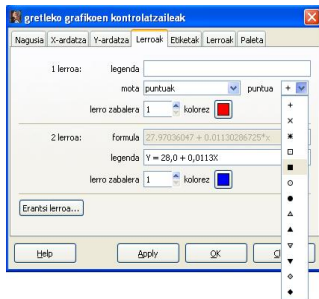 gretleko grafikoen kontrolatzaileak
Nagusia X-ardatza Y-ardatza Lerroak Etiketak Lerroak Paleta
1 lerroa: legenda
mota puntuak puntua +
lerro zabalera 1 kolorez
2 lerroa: formula 27.97036047 + 0.01130286725*x
legenda Y = 28,0 + 0,0113X
lerro zabalera 1 kolorez
Erantsi lerroa...
Help Apply OK